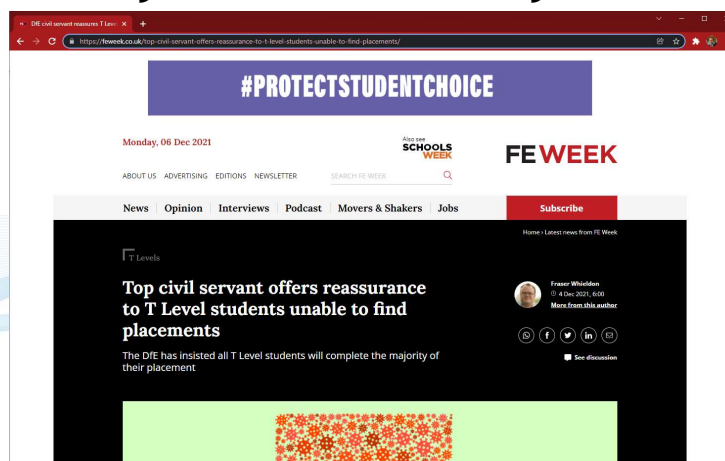 DfE civil servant reassures T Leve
https://feweek.co.uk/top-civil-servant-offers-reassurance-to-t-level-students-unable-to-find-placements/
#PROTECTSTUDENTCHOICE
Monday, 06 Dec 2021
Also see
SCHOOLS
WEEK
FEWEEK
ABOUT US ADVERTISING EDITIONS NEWSLETTER
SEARCH FE WEEK
News Opinion Interviews Podcast Movers & Shakers Jobs
Subscribe
Home › Latest news from FE Week
T Levels
Top civil servant offers reassurance
to T Level students unable to find
placements
The DfE has insisted all T Level students will complete the majority of
their placement
Fraser Whieldon
4 Dec 2021, 6:00
More from this author
See discussion